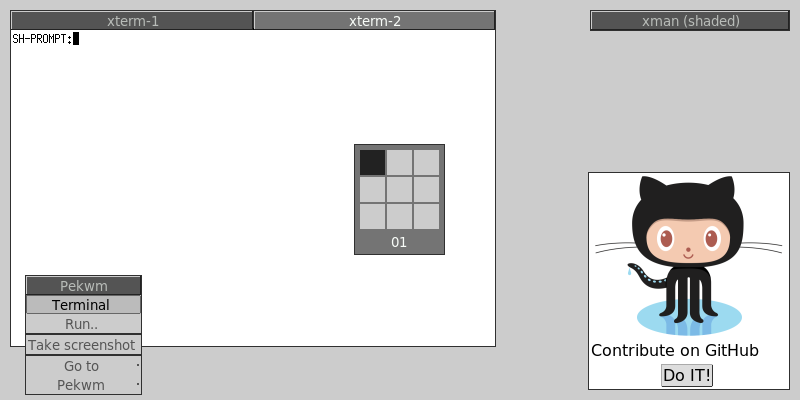 xterm-1
xterm-2
xman (shaded)
SH-PROMPT:
01
Pekwm
Terminal
Run..
Take screenshot
Go to
Pekwm
Contribute on GitHub
Do IT!